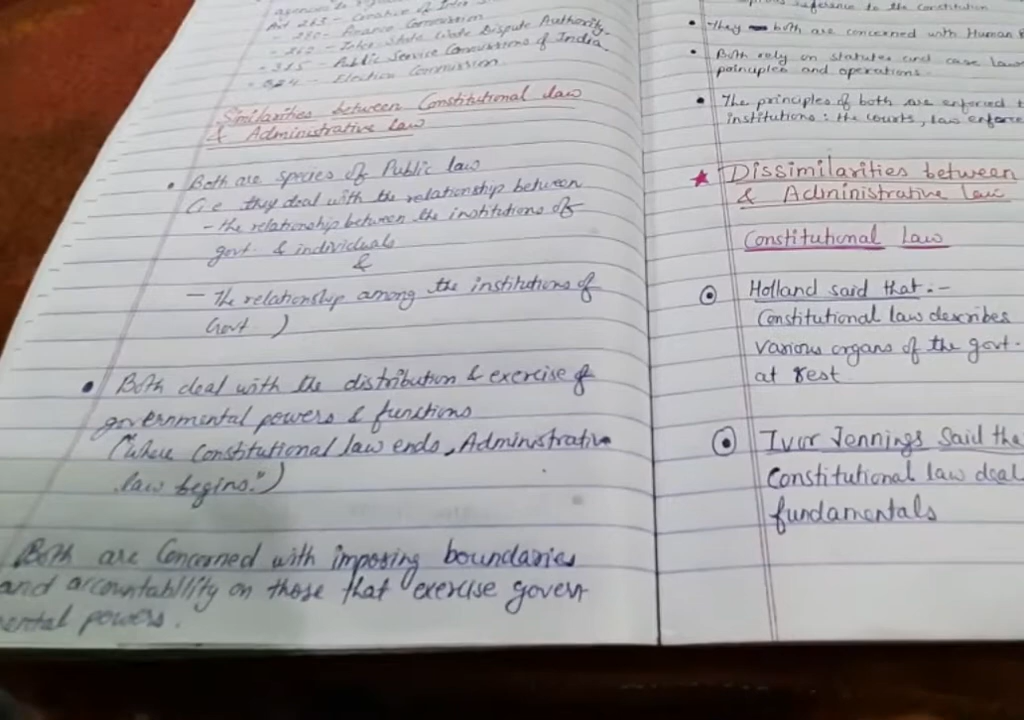 Art 263 – Creation of Inter
280 – Finance Commission
- 262 – Inter State Water Dispute Authority
- 315 – Public Service Commissions of India
- 324 – Election Commission.
Similarities between Constitutional law
& Administrative law
• Both are species of Public law
(i.e they deal with the relationship between
– the relationship between the institutions of
govt. & individuals
&
– The relationship among the institutions of
Govt )
• Both deal with the distribution & exercise of
governmental powers & functions
("Where Constitutional law ends, Administrative
law begins.")
Both are Concerned with imposing boundaries
and accountability on those that exercise govern
mental powers.
reference to the constitution
• They both are concerned with Human
• Both rely on statutes and case law
principles and operations.
• The principles of both are enforced
institutions: the courts, law enforce
★ Dissimilarities between
& Administrative law
Constitutional Law
Holland said that :-
Constitutional law describes
various organs of the govt.
at rest
Ivor Jennings said tha
Constitutional law deal
fundamentals